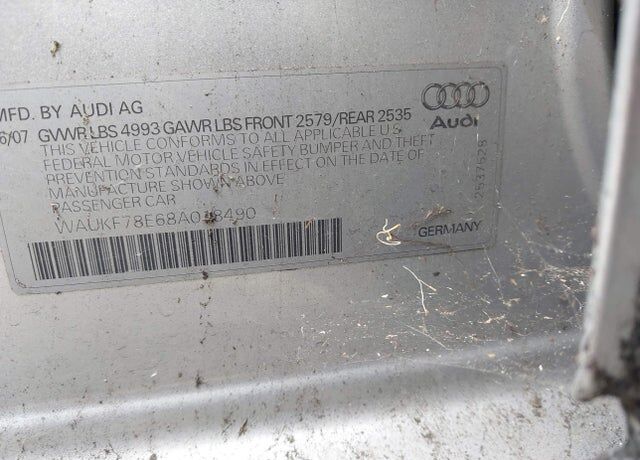 MFD. BY AUDI AG
6/07 GVWR LBS 4993 GAWR LBS FRONT 2579/REAR 2535
THIS VEHICLE CONFORMS TO ALL APPLICABLE U.S.
FEDERAL MOTOR VEHICLE SAFETY BUMPER AND THEFT
PREVENTION STANDARDS IN EFFECT ON THE DATE OF
MANUFACTURE SHOWN ABOVE
PASSENGER CAR
Audi
2537528
GERMANY